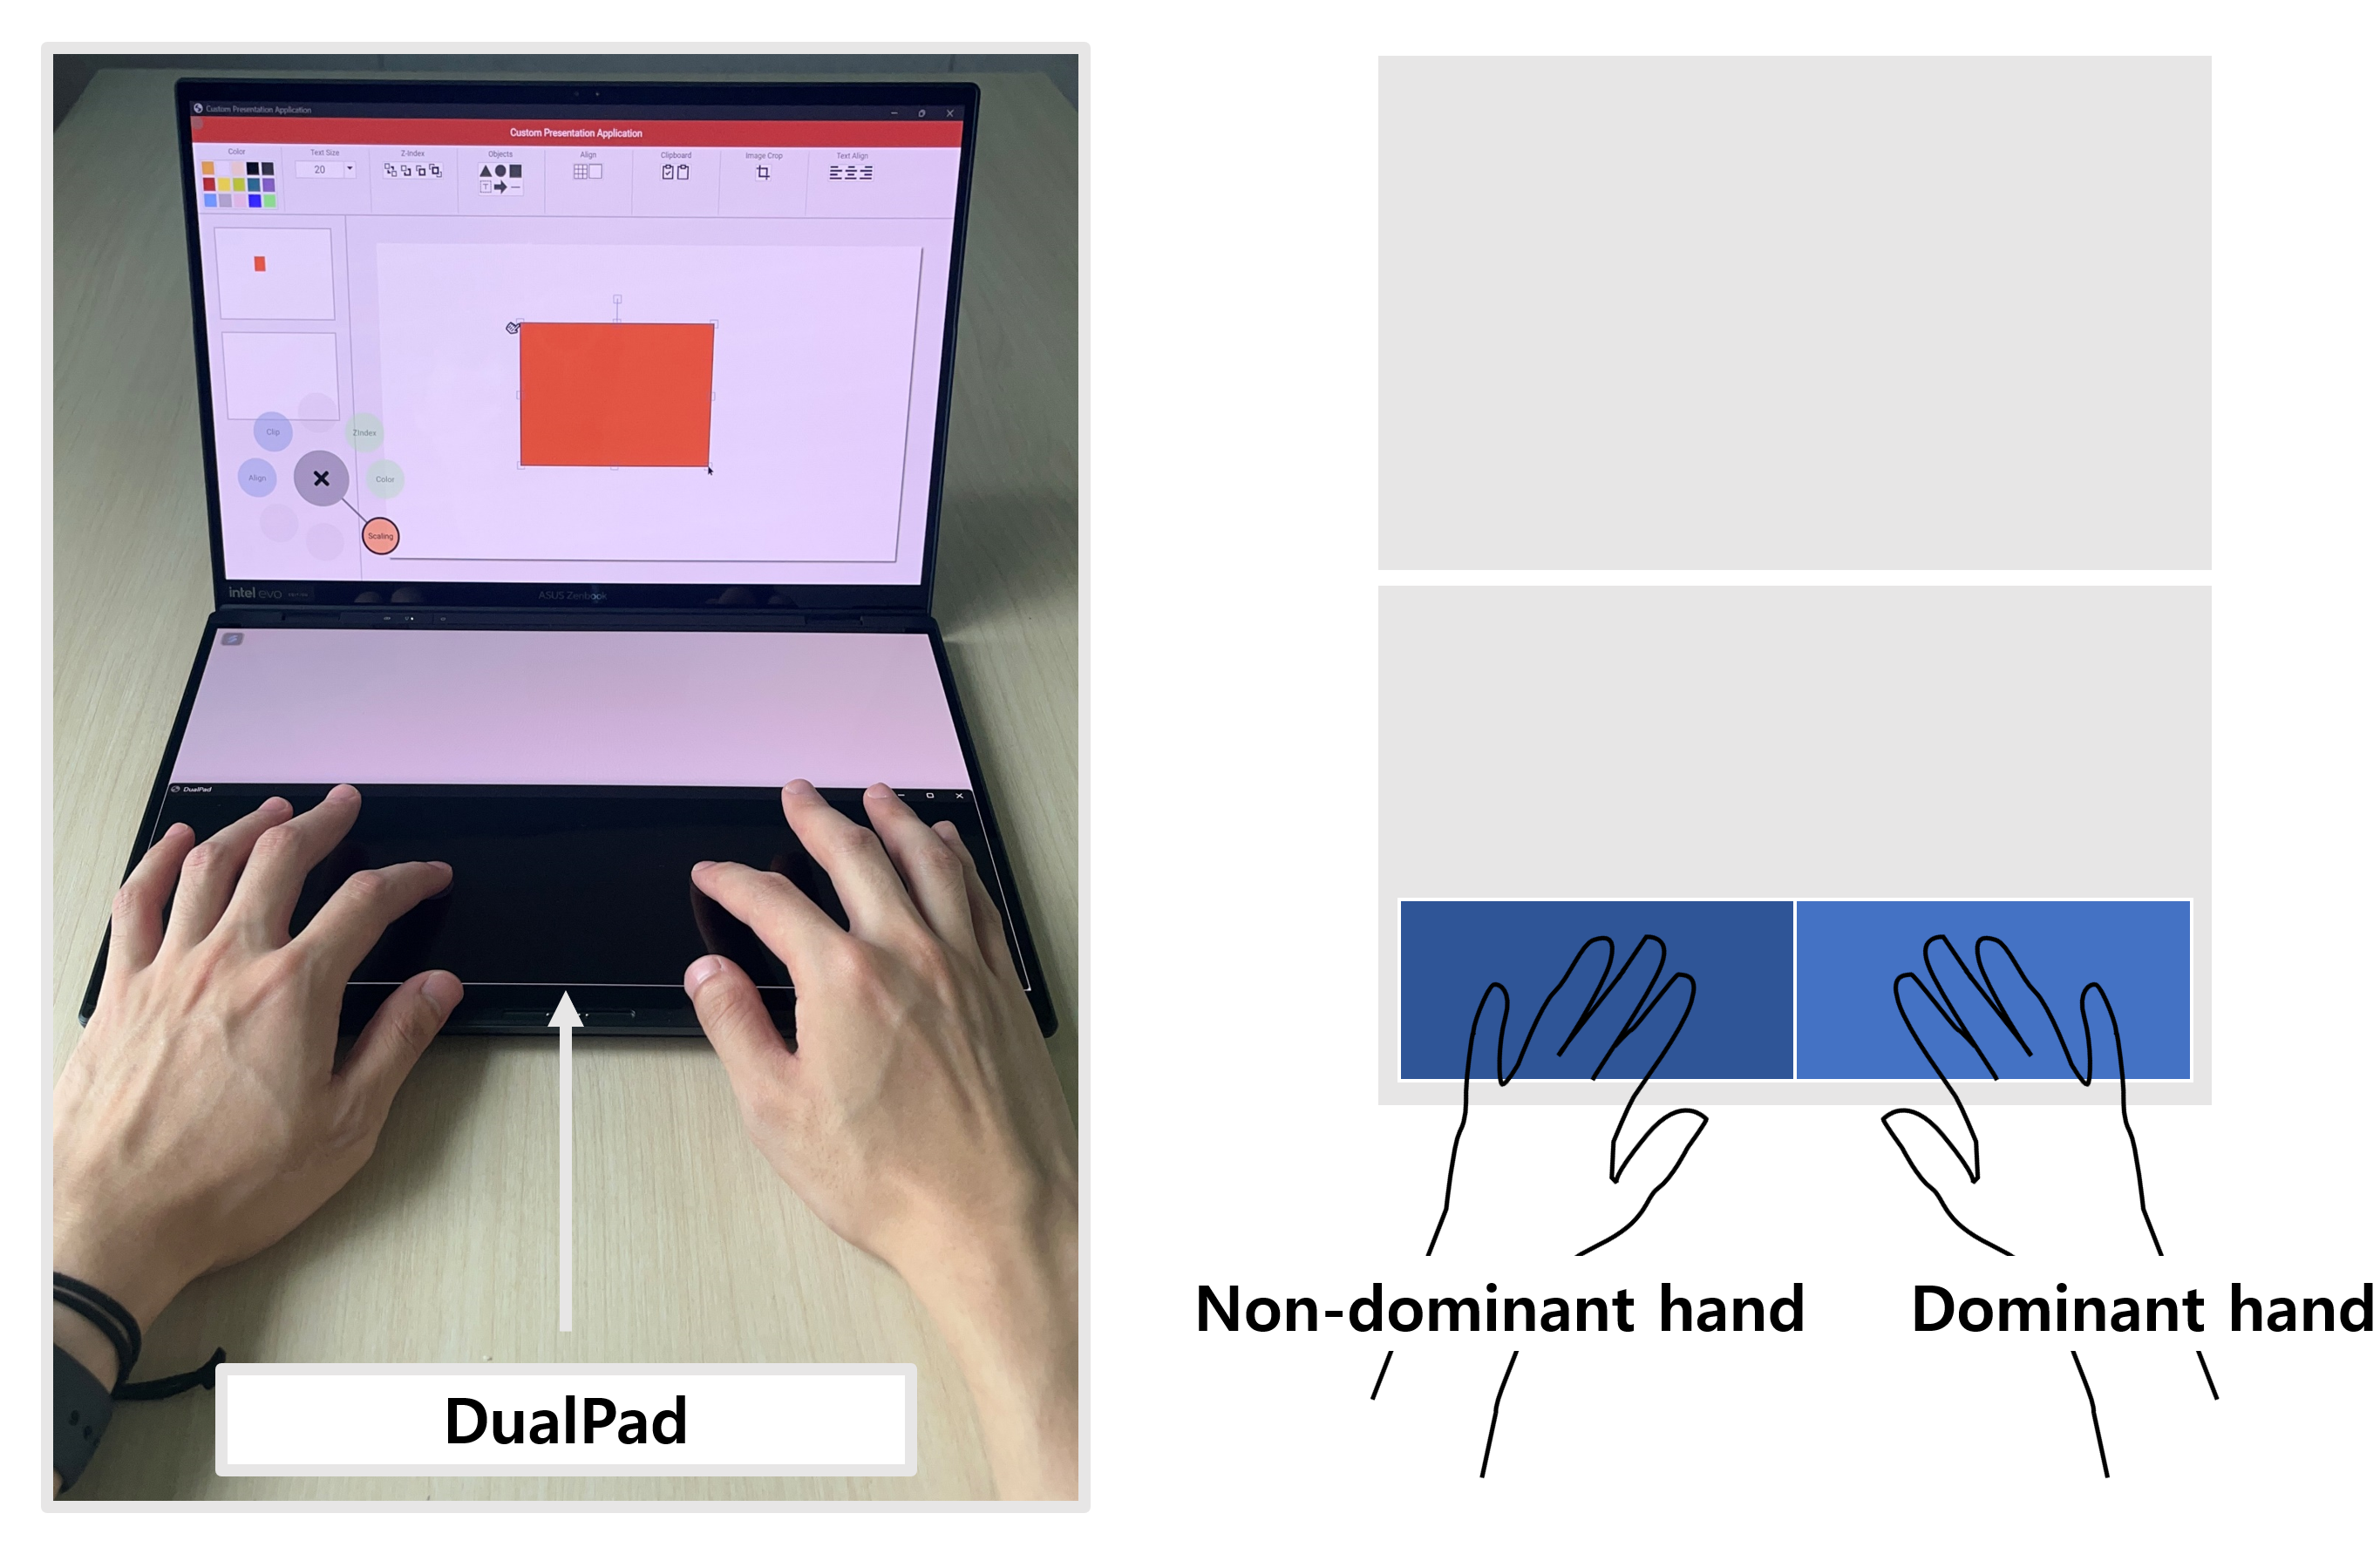 Custom Presentation Application
Custom Presentation Application
Color
Text Size
Z-Index
Objects
Align
Clipboard
Image Crop
Text Align
20
T
Clip
ZIndex
Align
Color
Scaling
intel evo
ASUS Zenbook
DualPad
Non-dominant hand
Dominant hand
DualPad